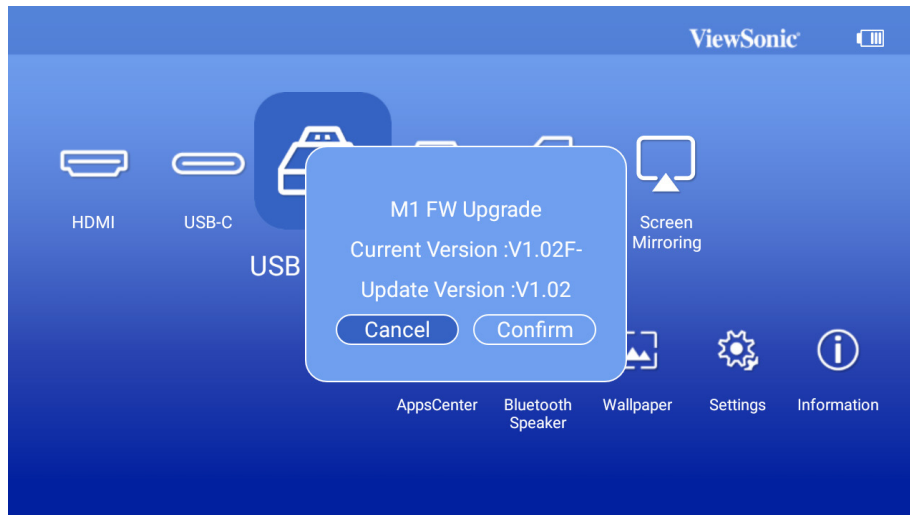 ViewSonic
HDMI
USB-C
USB
Screen
Mirroring
M1 FW Upgrade
Current Version :V1.02F-
Update Version :V1.02
Cancel
Confirm
AppsCenter
Bluetooth
Speaker
Wallpaper
Settings
Information